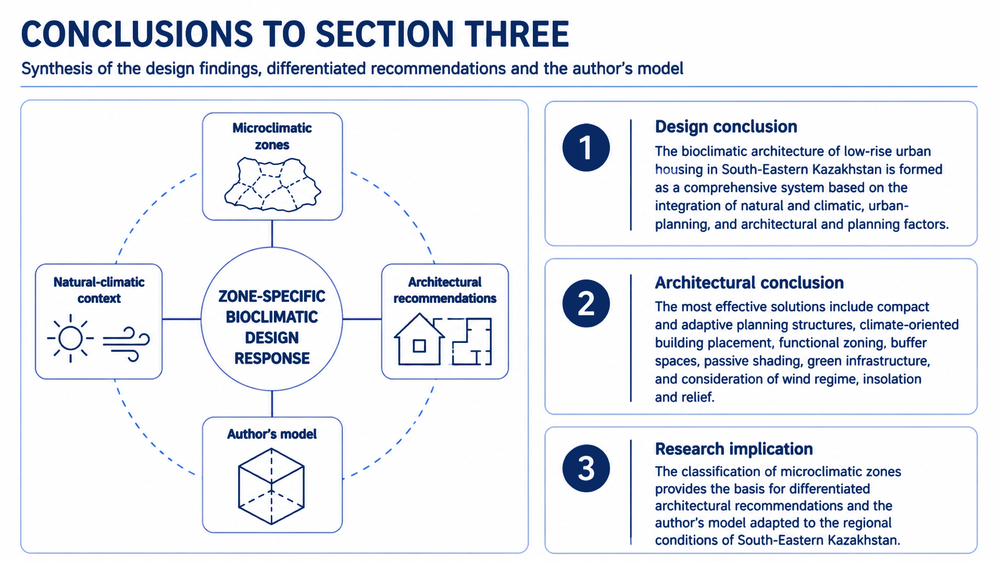 CONCLUSIONS TO SECTION THREE
Synthesis of the design findings, differentiated recommendations and the author’s model
Microclimatic
zones
Natural-climatic
context
ZONE-SPECIFIC
BIOCLIMATIC
DESIGN
RESPONSE
Architectural
recommendations
Author’s model
1
Design conclusion
The bioclimatic architecture of low-rise urban
housing in South-Eastern Kazakhstan is formed
as a comprehensive system based on the
integration of natural and climatic, urban-
planning, and architectural and planning factors.
2
Architectural conclusion
The most effective solutions include compact
and adaptive planning structures, climate-oriented
building placement, functional zoning, buffer
spaces, passive shading, green infrastructure,
and consideration of wind regime, insolation
and relief.
3
Research implication
The classification of microclimatic zones
provides the basis for differentiated
architectural recommendations and the
author’s model adapted to the regional
conditions of South-Eastern Kazakhstan.